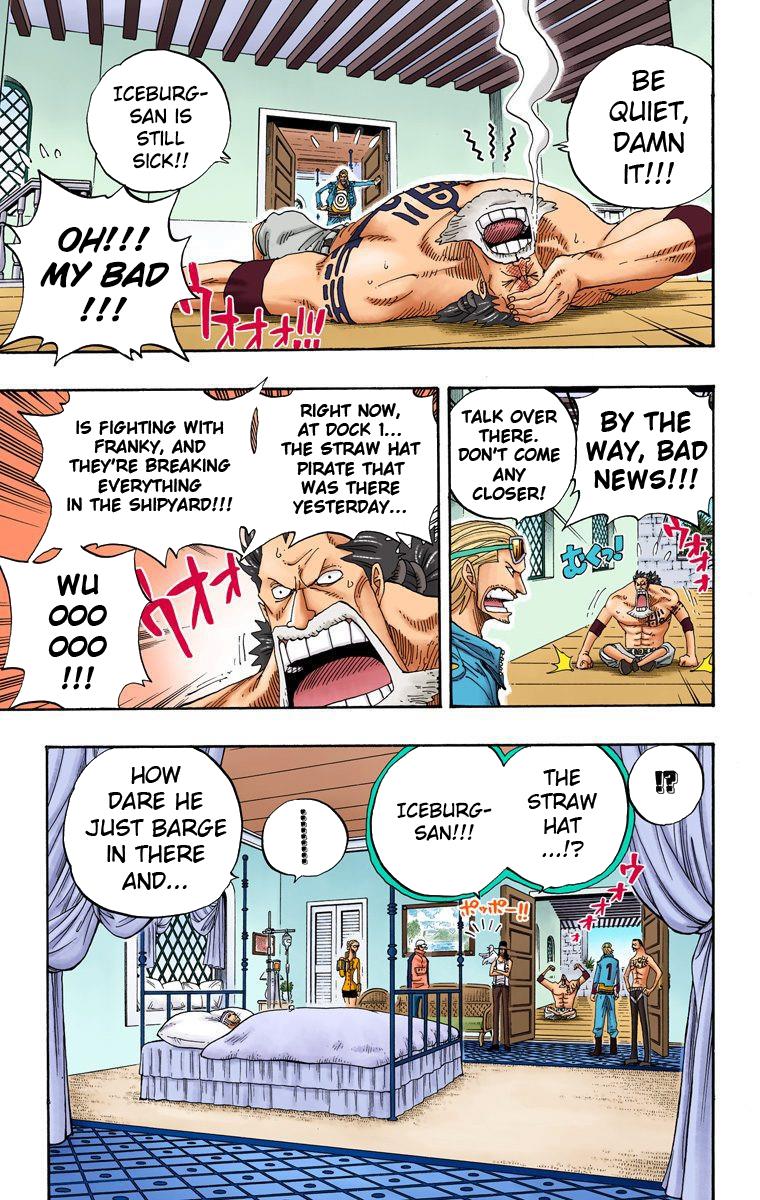 BE
QUIET,
DAMN
IT!!!
ICEBURG-
SAN IS
STILL
SICK!!
OH!!!
MY BAD
!!!
ウオオオ!!!
BY THE
WAY, BAD
NEWS!!!
TALK OVER
THERE.
DON'T COME
ANY
CLOSER!
ウオオ
むくっ!
RIGHT NOW,
AT DOCK 1...
THE STRAW HAT
PIRATE THAT
WAS THERE
YESTERDAY...
IS FIGHTING WITH
FRANKY, AND
THEY'RE BREAKING
EVERYTHING
IN THE SHIPYARD!!!
WU
OOO
OOO
!!!
ウオオ
!?
THE
STRAW
HAT
...!?
ICEBURG-
SAN!!!
..........
HOW
DARE HE
JUST BARGE
IN THERE
AND...
ウオオ
ポッポー!!
1